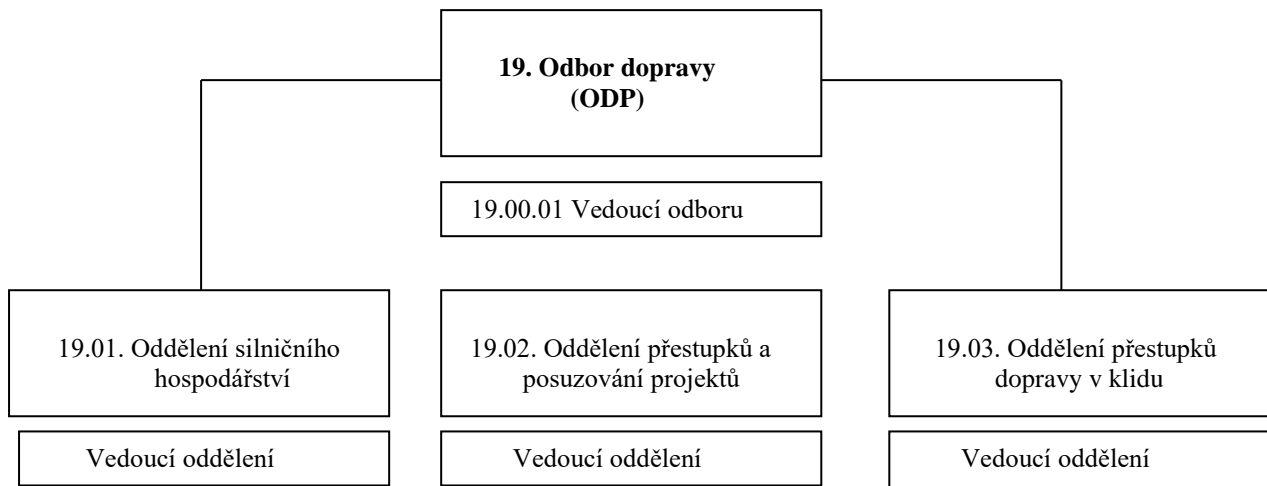 19. Odbor dopravy
(ODP)
19.00.01 Vedoucí odboru
19.01. Oddělení silničního
hospodářství
19.02. Oddělení přestupků a
posuzování projektů
19.03. Oddělení přestupků
dopravy v klidu
Vedoucí oddělení
Vedoucí oddělení
Vedoucí oddělení